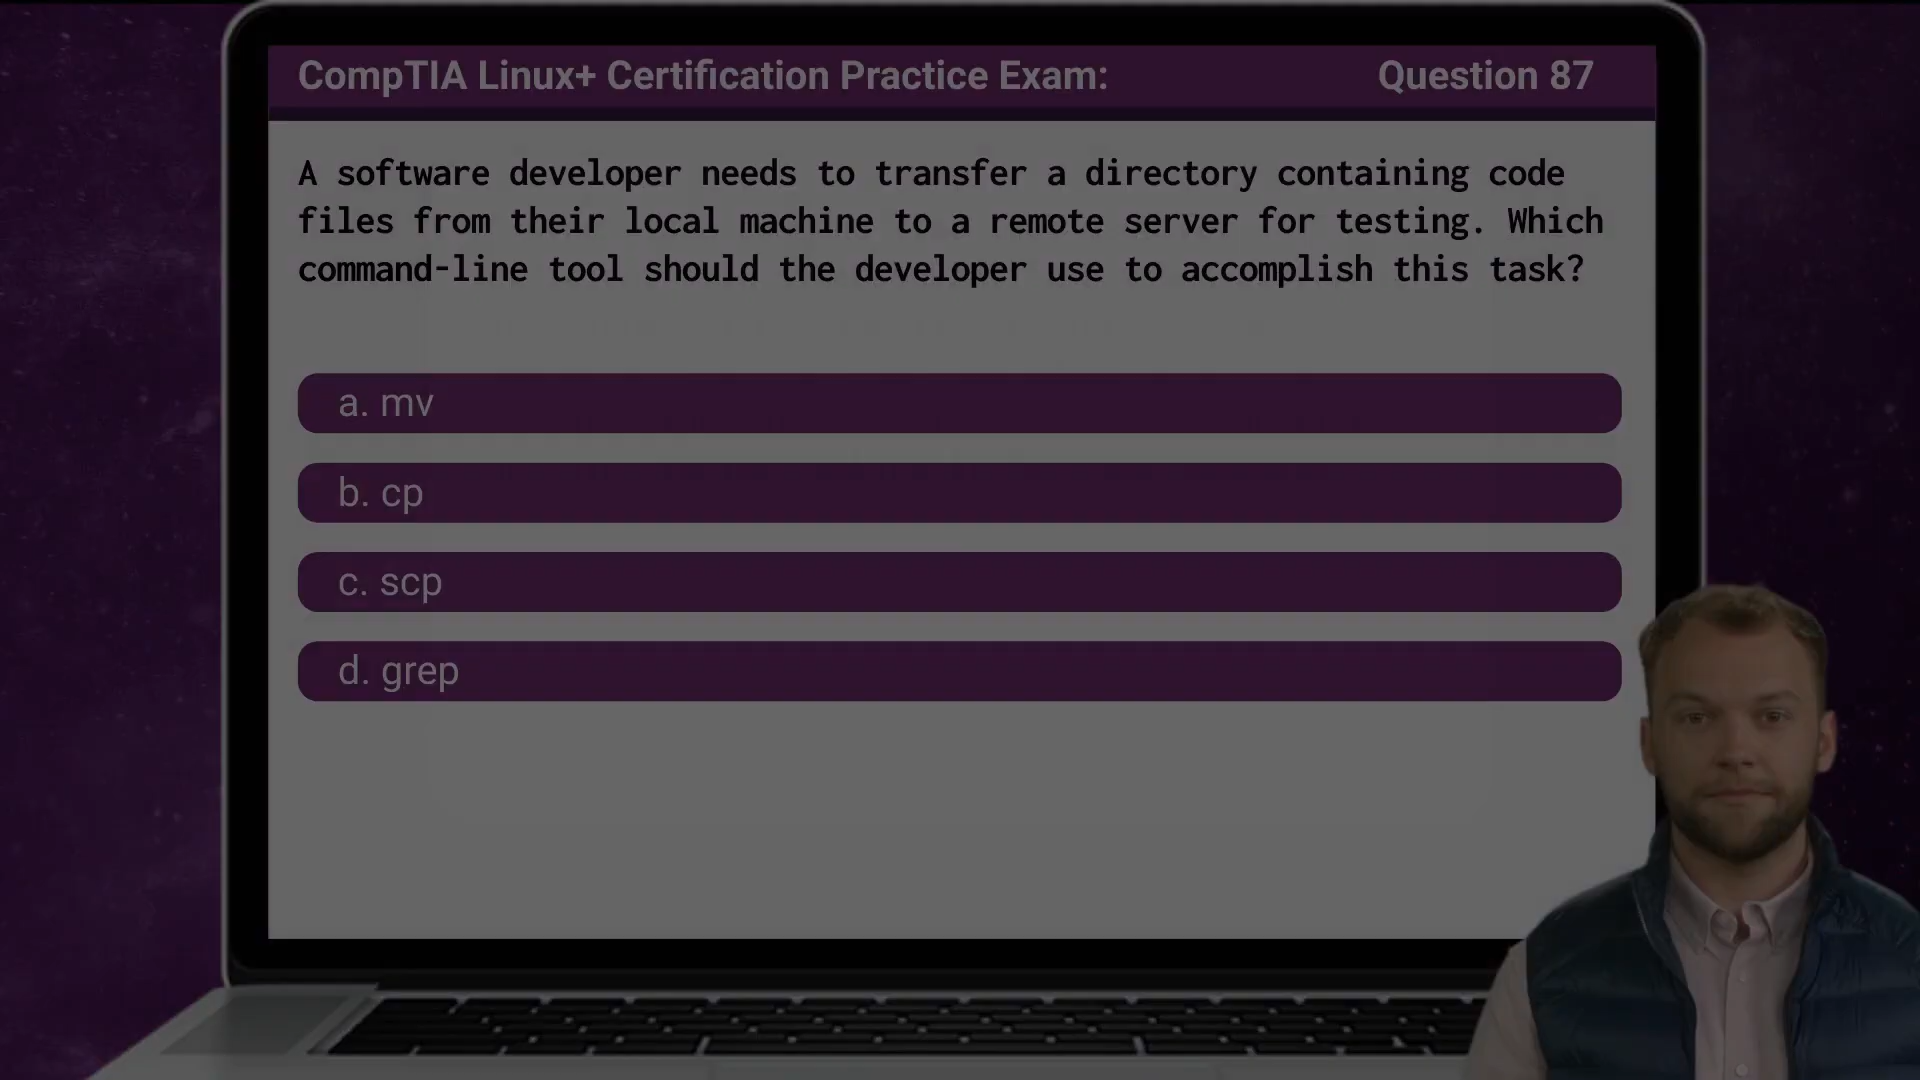 CompTIA Linux+ Certification Practice Exam:
Question 87
A software developer needs to transfer a directory containing code
files from their local machine to a remote server for testing. Which
command-line tool should the developer use to accomplish this task?
a. mv
b. cp
c. scp
d. grep